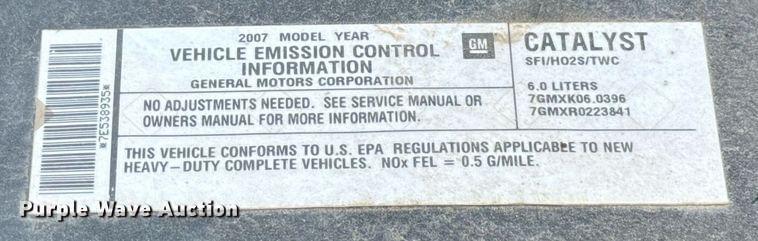 2007 MODEL YEAR
VEHICLE EMISSION CONTROL
INFORMATION
GENERAL MOTORS CORPORATION
GM
CATALYST
SFI/HO2S/TWC
6.0 LITERS
7GMXK06.0396
7GMXR0223841
NO ADJUSTMENTS NEEDED. SEE SERVICE MANUAL OR
OWNERS MANUAL FOR MORE INFORMATION.
THIS VEHICLE CONFORMS TO U.S. EPA REGULATIONS APPLICABLE TO NEW
HEAVY-DUTY COMPLETE VEHICLES. NOx FEL = 0.5 G/MILE.
*7E538935*
Purple Wave Auction